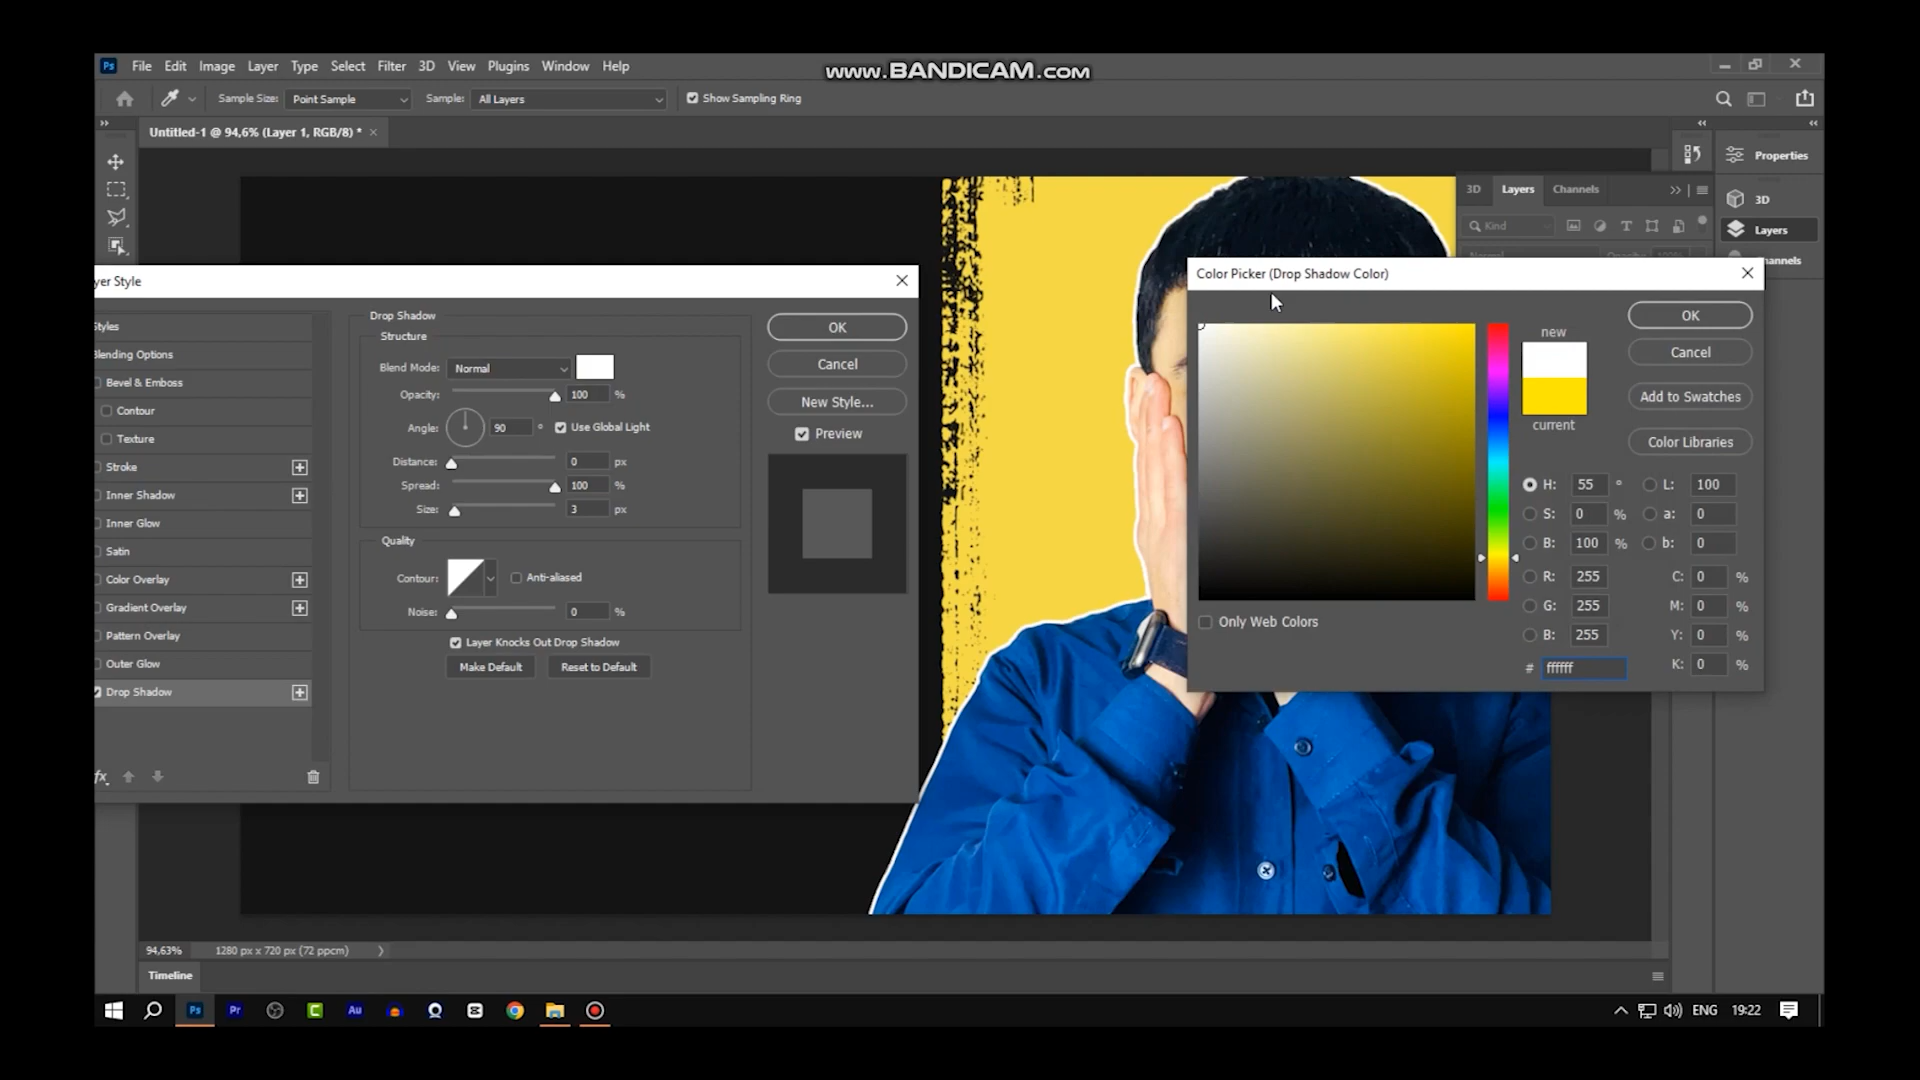 www.BANDICAM.com
Ps File Edit Image Layer Type Select Filter 3D View Plugins Window Help
Sample Size: Point Sample Sample: All Layers Show Sampling Ring
Untitled-1 @ 94,6% (Layer 1, RGB/8) *
Properties
3D Layers Channels
3D
Kind
Layers
Normal
yer Style
Styles
Blending Options
Bevel & Emboss
Contour
Texture
Stroke
Inner Shadow
Inner Glow
Satin
Color Overlay
Gradient Overlay
Pattern Overlay
Outer Glow
Drop Shadow
fx
Drop Shadow
Structure
Blend Mode: Normal
Opacity: 100 %
Angle: 90 ° Use Global Light
Distance: 0 px
Spread: 100 %
Size: 3 px
Quality
Contour: Anti-aliased
Noise: 0 %
Layer Knocks Out Drop Shadow
Make Default Reset to Default
OK
Cancel
New Style...
Preview
Color Picker (Drop Shadow Color)
new
current
OK
Cancel
Add to Swatches
Color Libraries
H: 55 ° L: 100
S: 0 % a: 0
B: 100 % b: 0
R: 255 C: 0 %
G: 255 M: 0 %
B: 255 Y: 0 %
# ffffff K: 0 %
Only Web Colors
94,63% 1280 px x 720 px (72 ppcm)
Timeline
Ps Pr Au
ENG 19:22